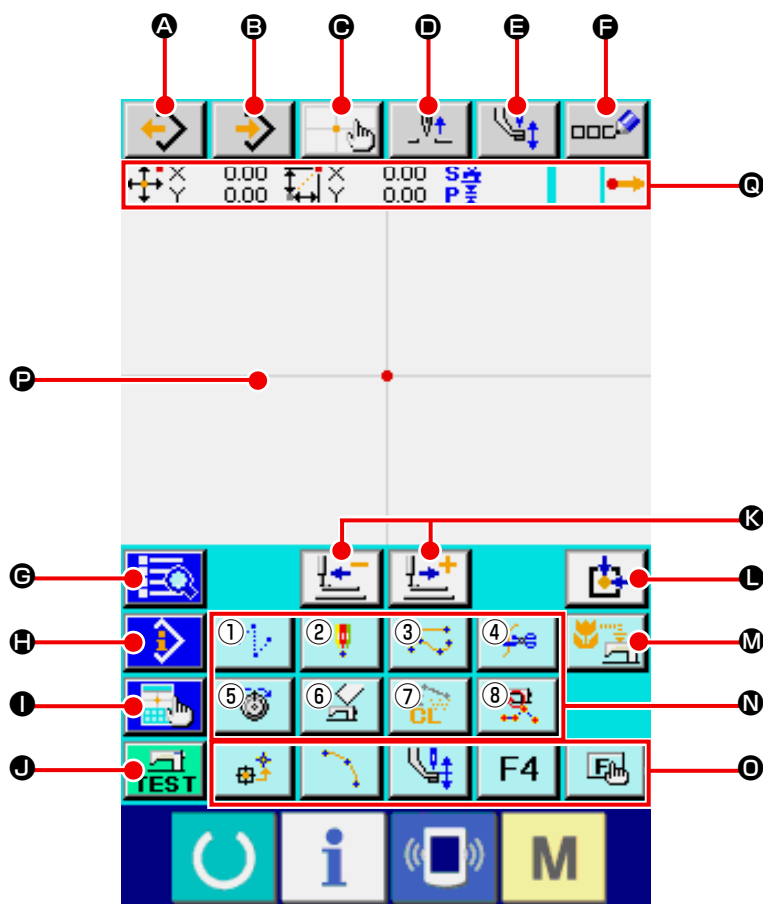 A B C D E F
X 0.00 X 0.00 S
Y 0.00 Y 0.00 P
Q
P
K
G L
① ② ③ ④
H M
⑤ ⑥ ⑦ CL ⑧
I N
J TEST F4 F O
i M